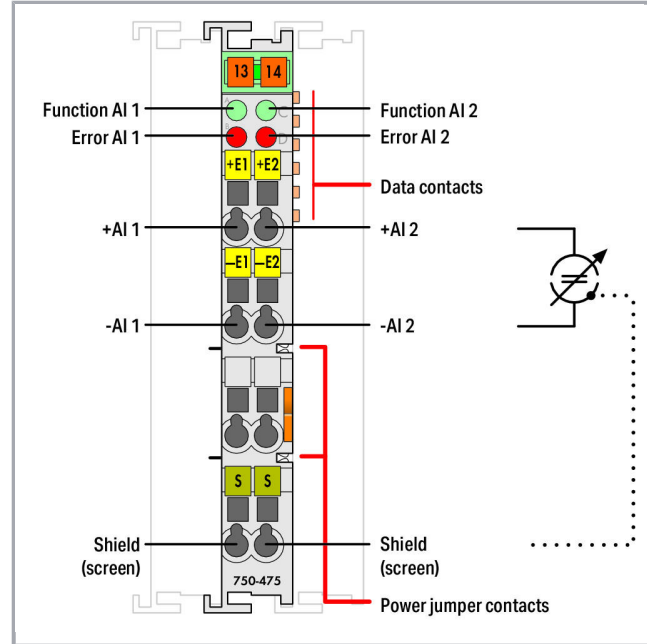 13 14
Function AI 1
A C
Function AI 2
Error AI 1
D
Error AI 2
+E1 +E2
Data contacts
+AI 1
+AI 2
—E1 —E2
-AI 1
-AI 2
S S
Shield
(screen)
Shield
(screen)
750-475
Power jumper contacts